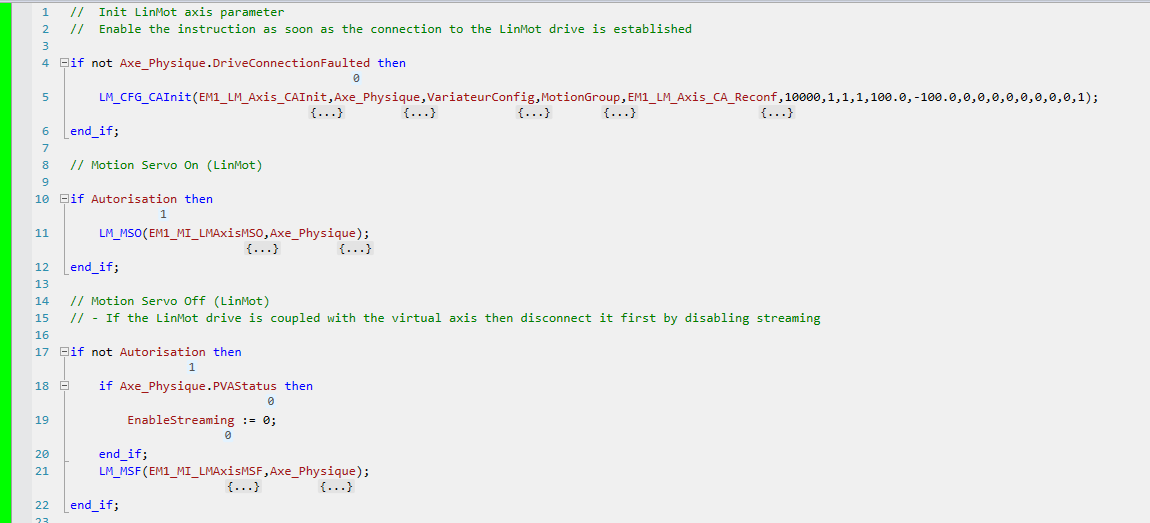 1 // Init LinMot axis parameter
2 // Enable the instruction as soon as the connection to the LinMot drive is established
3
4 if not Axe_Physique.DriveConnectionFaulted then
0
5 LM_CFG_CAInit(EM1_LM_Axis_CAInit,Axe_Physique,VariateurConfig,MotionGroup,EM1_LM_Axis_CA_Reconf,10000,1,1,1,100.0,-100.0,0,0,0,0,0,0,0,0,1);
{...} {...} {...} {...} {...}
6 end_if;
7
8 // Motion Servo On (LinMot)
9
10 if Autorisation then
1
11 LM_MSO(EM1_MI_LMAxisMSO,Axe_Physique);
{...} {...}
12 end_if;
13
14 // Motion Servo Off (LinMot)
15 // - If the LinMot drive is coupled with the virtual axis then disconnect it first by disabling streaming
16
17 if not Autorisation then
1
18 if Axe_Physique.PVAStatus then
0
19 EnableStreaming := 0;
0
20 end_if;
21 LM_MSF(EM1_MI_LMAxisMSF,Axe_Physique);
{...} {...}
22 end_if;
23